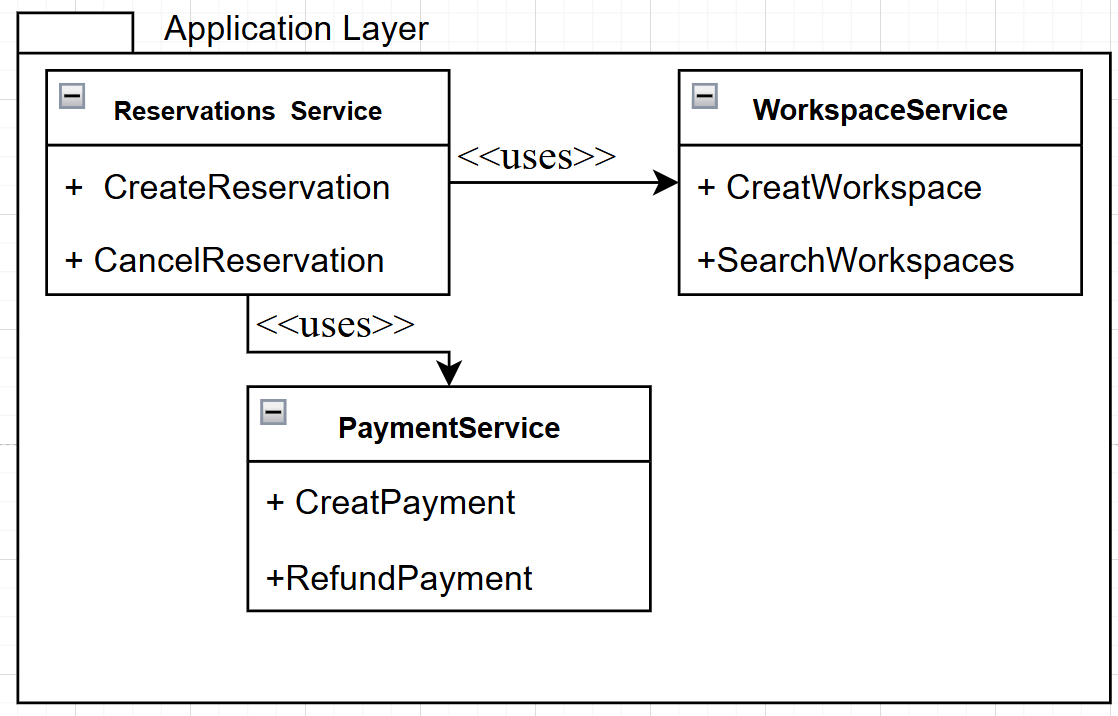 Application Layer
Reservations  Service
+  CreateReservation
+ CancelReservation
<<uses>>
WorkspaceService
+ CreatWorkspace
+SearchWorkspaces
<<uses>>
PaymentService
+ CreatPayment
+RefundPayment